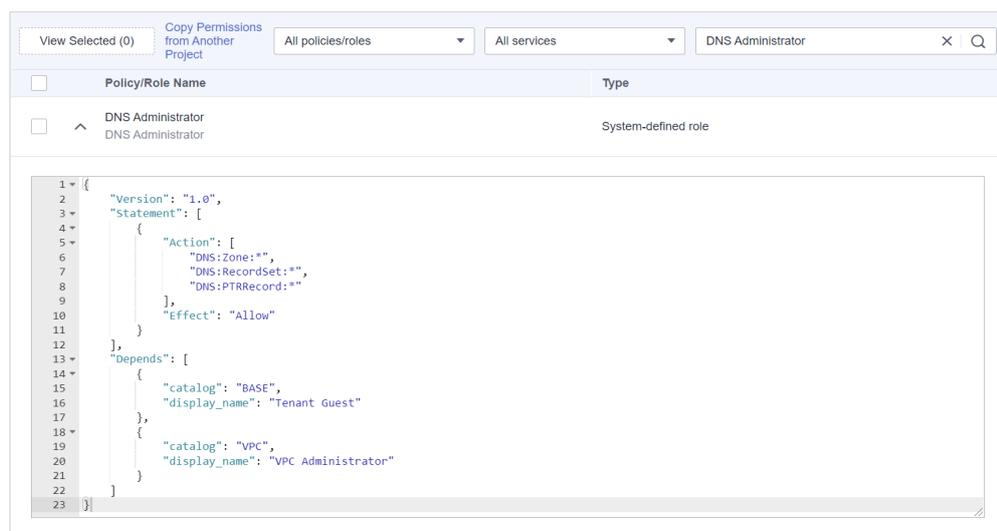 View Selected (0)
Copy Permissions
from Another
Project
All policies/roles
All services
DNS Administrator
Policy/Role Name
Type
DNS Administrator
DNS Administrator
System-defined role
1 {
2 "Version": "1.0",
3 "Statement": [
4 {
5 "Action": [
6 "DNS:Zone:*",
7 "DNS:RecordSet:*",
8 "DNS:PTRRecord:*"
9 ],
10 "Effect": "Allow"
11 }
12 ],
13 "Depends": [
14 {
15 "catalog": "BASE",
16 "display_name": "Tenant Guest"
17 },
18 {
19 "catalog": "VPC",
20 "display_name": "VPC Administrator"
21 }
22 ]
23 }